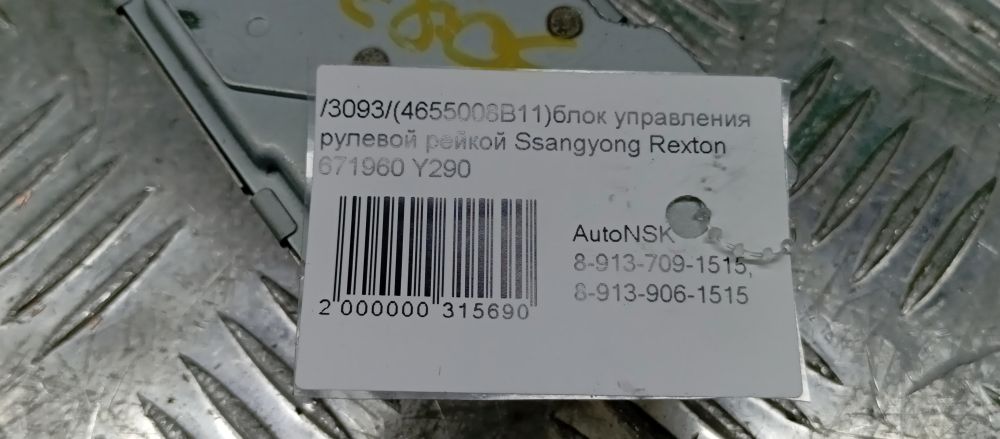 /3093/(4655008B11)блок управления
рулевой рейкой Ssangyong Rexton
671960 Y290
AutoNSK
8-913-709-1515,
8-913-906-1515
2 000000 315690